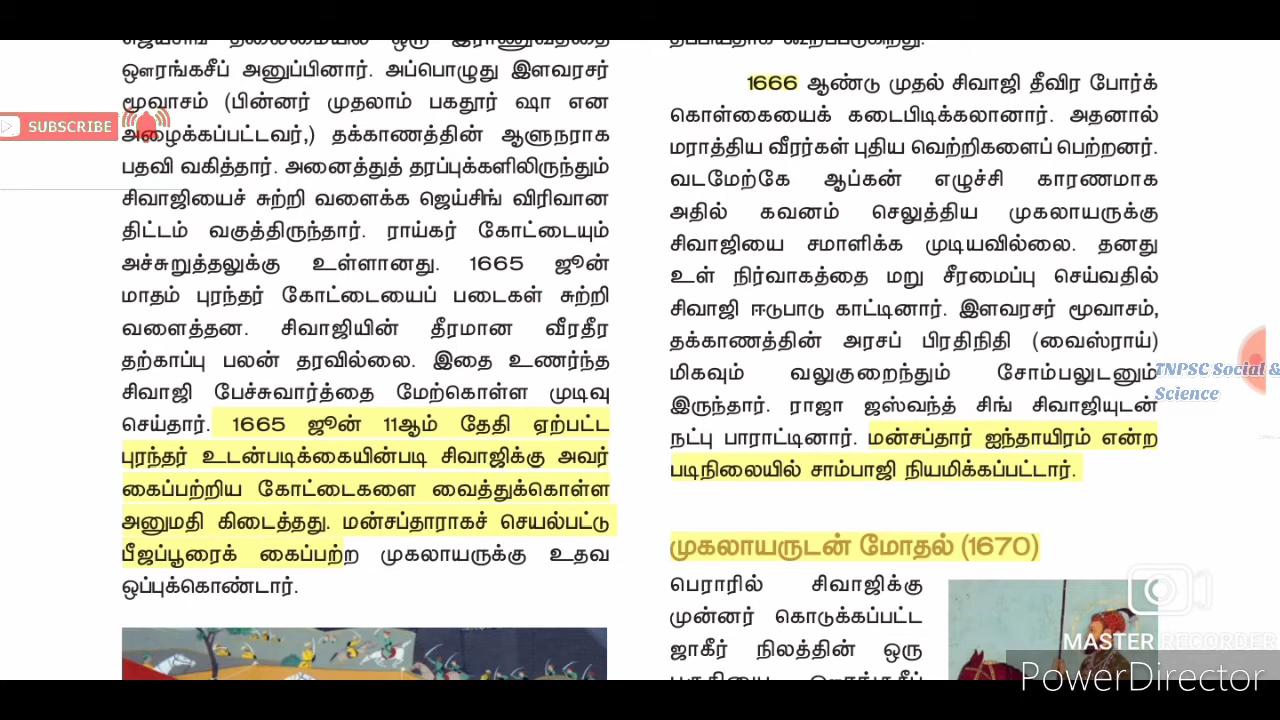 ஔரங்கசீப் அனுப்பினார். அப்பொழுது இளவரசர்
மூவாசம் (பின்னர் முதலாம் பகதூர் ஷா என
அழைக்கப்பட்டவர்,) தக்காணத்தின் ஆளுநராக
பதவி வகித்தார். அனைத்துத் தரப்புக்களிலிருந்தும்
சிவாஜியைச் சுற்றி வளைக்க ஜெய்சிங் விரிவான
திட்டம் வகுத்திருந்தார். ராய்கர் கோட்டையும்
அச்சுறுத்தலுக்கு உள்ளானது. 1665 ஜூன்
மாதம் புரந்தர் கோட்டையைப் படைகள் சுற்றி
வளைத்தன. சிவாஜியின் தீரமான வீரதீர
தற்காப்பு பலன் தரவில்லை. இதை உணர்ந்த
சிவாஜி பேச்சுவார்த்தை மேற்கொள்ள முடிவு
செய்தார். 1665 ஜூன் 11ஆம் தேதி ஏற்பட்ட
புரந்தர் உடன்படிக்கையின்படி சிவாஜிக்கு அவர்
கைப்பற்றிய கோட்டைகளை வைத்துக்கொள்ள
அனுமதி கிடைத்தது. மன்சப்தாராகச் செயல்பட்டு
பீஜப்பூரைக் கைப்பற்ற முகலாயருக்கு உதவ
ஒப்புக்கொண்டார்.
1666 ஆண்டு முதல் சிவாஜி தீவிர போர்க்
கொள்கையைக் கடைபிடிக்கலானார். அதனால்
மராத்திய வீரர்கள் புதிய வெற்றிகளைப் பெற்றனர்.
வடமேற்கே ஆப்கன் எழுச்சி காரணமாக
அதில் கவனம் செலுத்திய முகலாயருக்கு
சிவாஜியை சமாளிக்க முடியவில்லை. தனது
உள் நிர்வாகத்தை மறு சீரமைப்பு செய்வதில்
சிவாஜி ஈடுபாடு காட்டினார். இளவரசர் மூவாசம்,
தக்காணத்தின் அரசப் பிரதிநிதி (வைஸ்ராய்)
மிகவும் வலுகுறைந்தும் சோம்பலுடனும்
இருந்தார். ராஜா ஜஸ்வந்த் சிங் சிவாஜியுடன்
நட்பு பாராட்டினார். மன்சப்தார் ஐந்தாயிரம் என்ற
படிநிலையில் சாம்பாஜி நியமிக்கப்பட்டார்.
முகலாயருடன் மோதல் (1670)
பெராரில் சிவாஜிக்கு
முன்னர் கொடுக்கப்பட்ட
ஜாகீர் நிலத்தின் ஒரு
SUBSCRIBE
TNPSC Social &
Science
MASTER RECORDER
PowerDirector